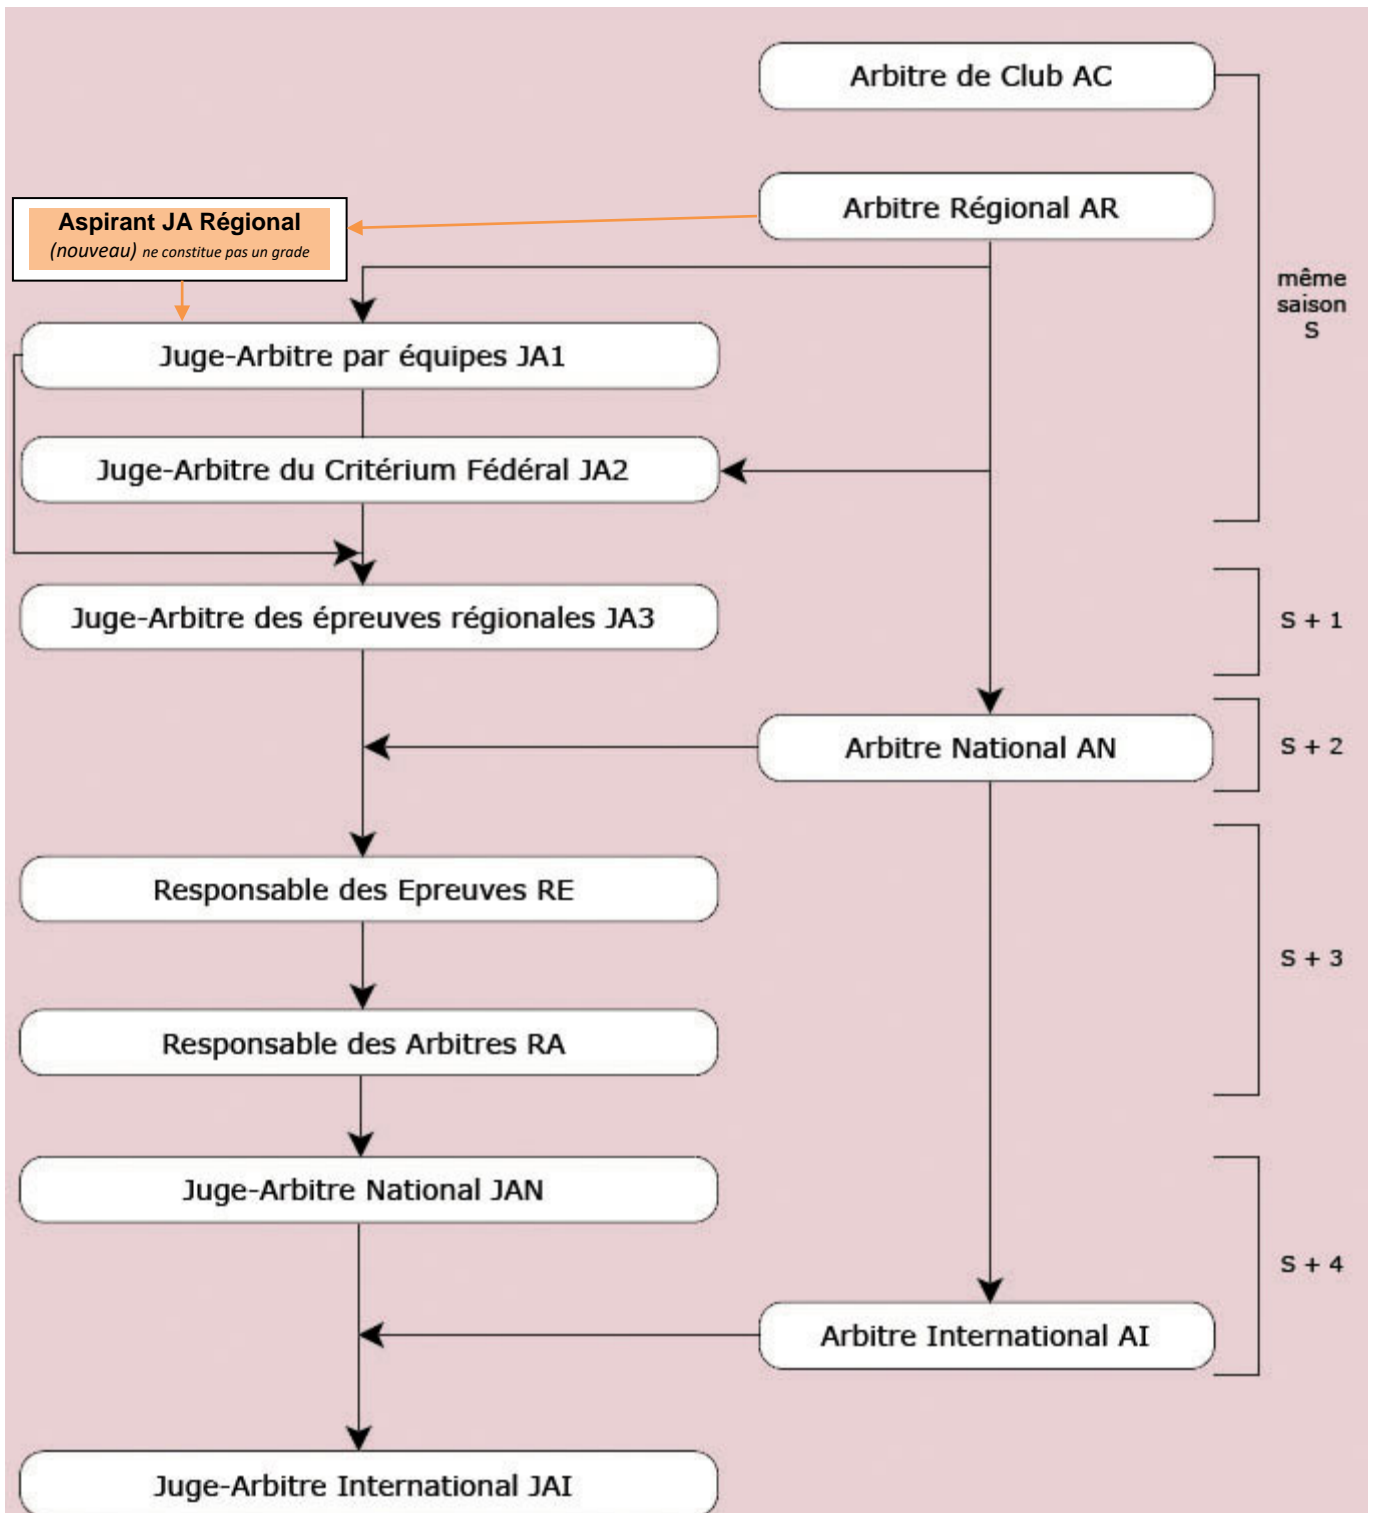 Arbitre de Club AC
Arbitre Régional AR
Aspirant JA Régional
(nouveau) ne constitue pas un grade
même
saison
S
Juge-Arbitre par équipes JA1
Juge-Arbitre du Critérium Fédéral JA2
Juge-Arbitre des épreuves régionales JA3
S + 1
Arbitre National AN
S + 2
Responsable des Epreuves RE
S + 3
Responsable des Arbitres RA
Juge-Arbitre National JAN
S + 4
Arbitre International AI
Juge-Arbitre International JAI